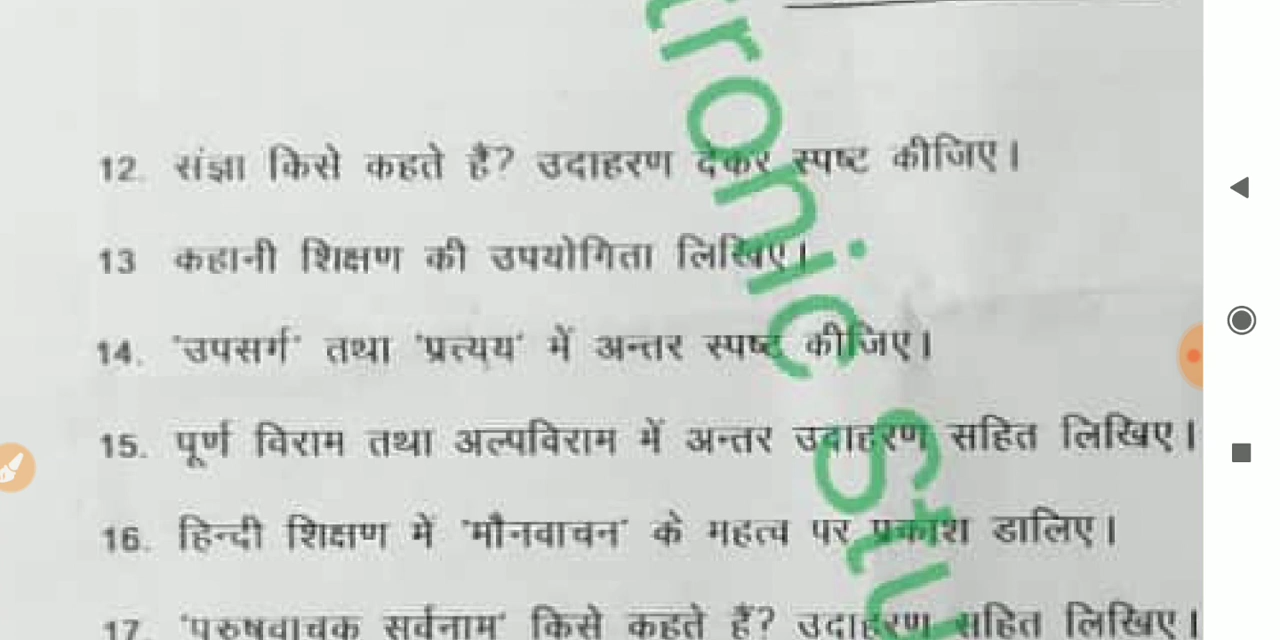 12. संज्ञा किसे कहते है? उदाहरण देकर स्पष्ट कीजिए।
13 कहानी शिक्षण की उपयोगिता लिखिए।
14. 'उपसर्ग' तथा 'प्रत्यय' में अन्तर स्पष्ट कीजिए।
15. पूर्ण विराम तथा अल्पविराम में अन्तर उदाहरण सहित लिखिए।
16. हिन्दी शिक्षण में 'मौनवाचन' के महत्व पर प्रकाश डालिए।
17. 'पुरुषवाचक सर्वनाम' किसे कहते हैं? उदाहरण सहित लिखिए।
tronic Stu